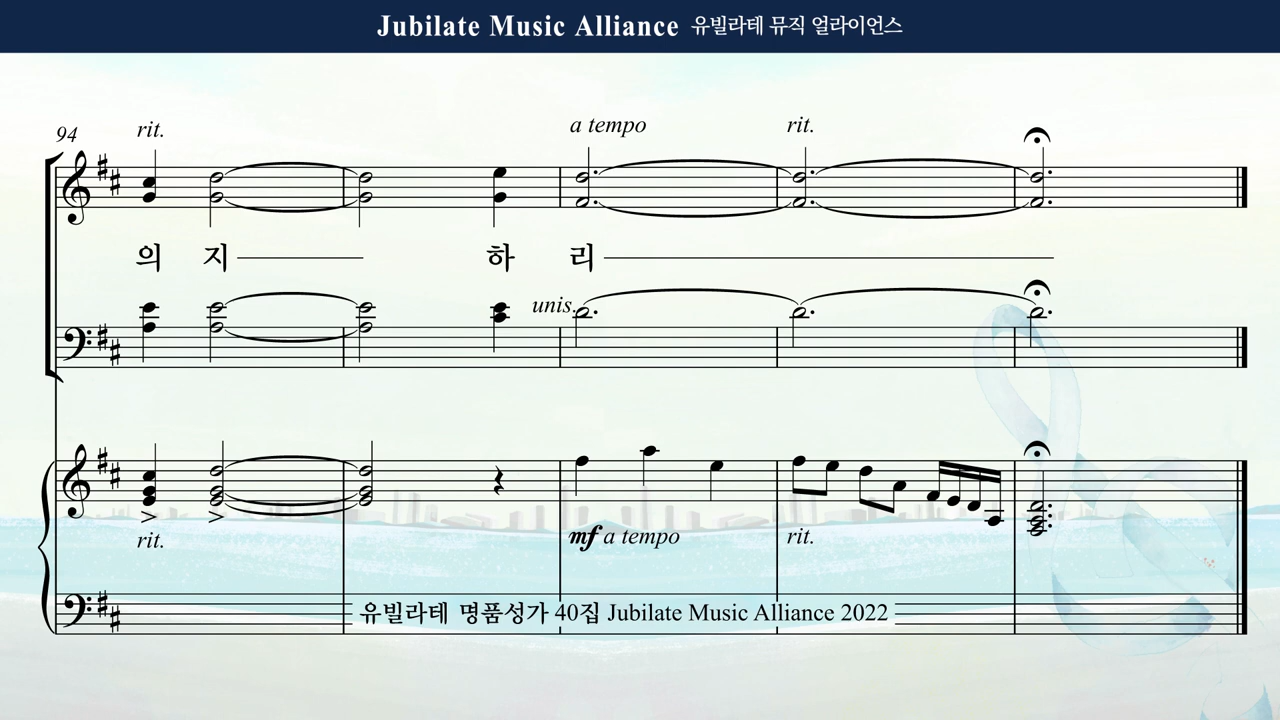 Jubilate Music Alliance 유빌라테 뮤직 얼라이언스
94
rit.
a tempo
rit.
의 지 하 리
unis.
rit.
mf a tempo
rit.
유빌라테 명품성가 40집 Jubilate Music Alliance 2022